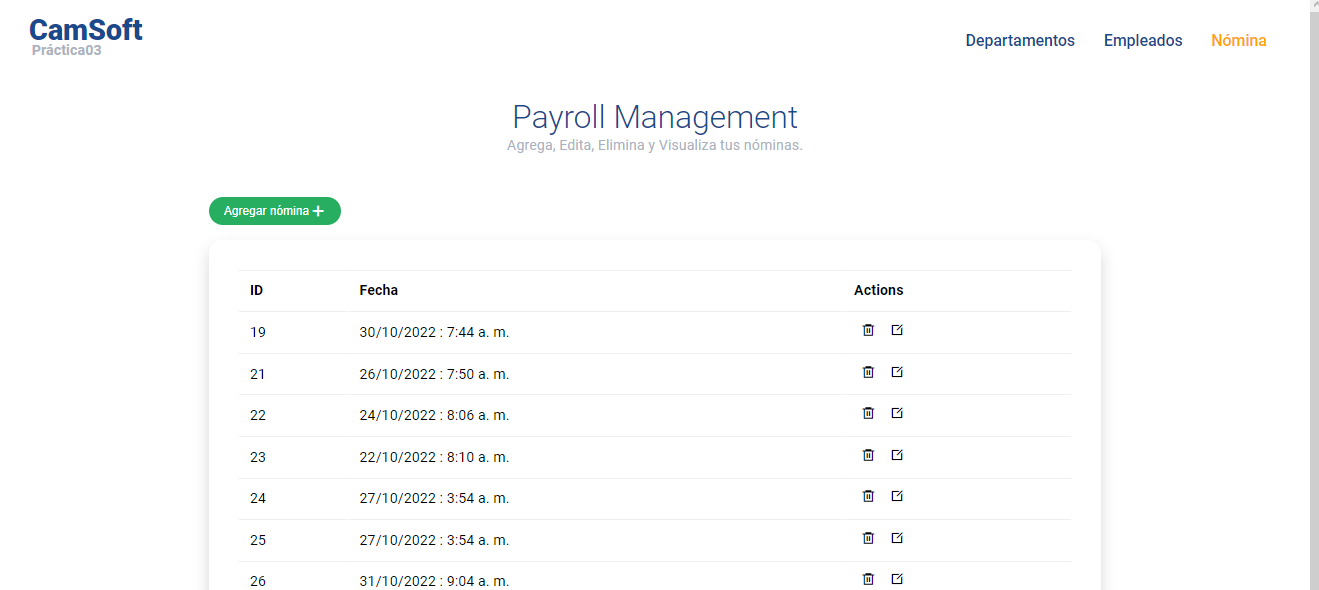 CamSoft
Práctica03
Departamentos Empleados Nómina
Payroll Management
Agrega, Edita, Elimina y Visualiza tus nóminas.
Agregar nómina +
ID Fecha Actions
19 30/10/2022 : 7:44 a. m.
21 26/10/2022 : 7:50 a. m.
22 24/10/2022 : 8:06 a. m.
23 22/10/2022 : 8:10 a. m.
24 27/10/2022 : 3:54 a. m.
25 27/10/2022 : 3:54 a. m.
26 31/10/2022 : 9:04 a. m.